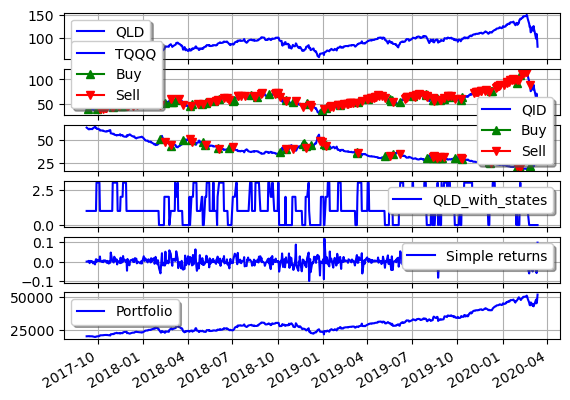 150
100
QLD
TQQQ
Buy
Sell
100
50
QID
Buy
Sell
50
25
2.5
0.0
QLD_with_states
0.1
0.0
−0.1
Simple returns
50000
25000
Portfolio
2017-10
2018-01
2018-04
2018-07
2018-10
2019-01
2019-04
2019-07
2019-10
2020-01
2020-04